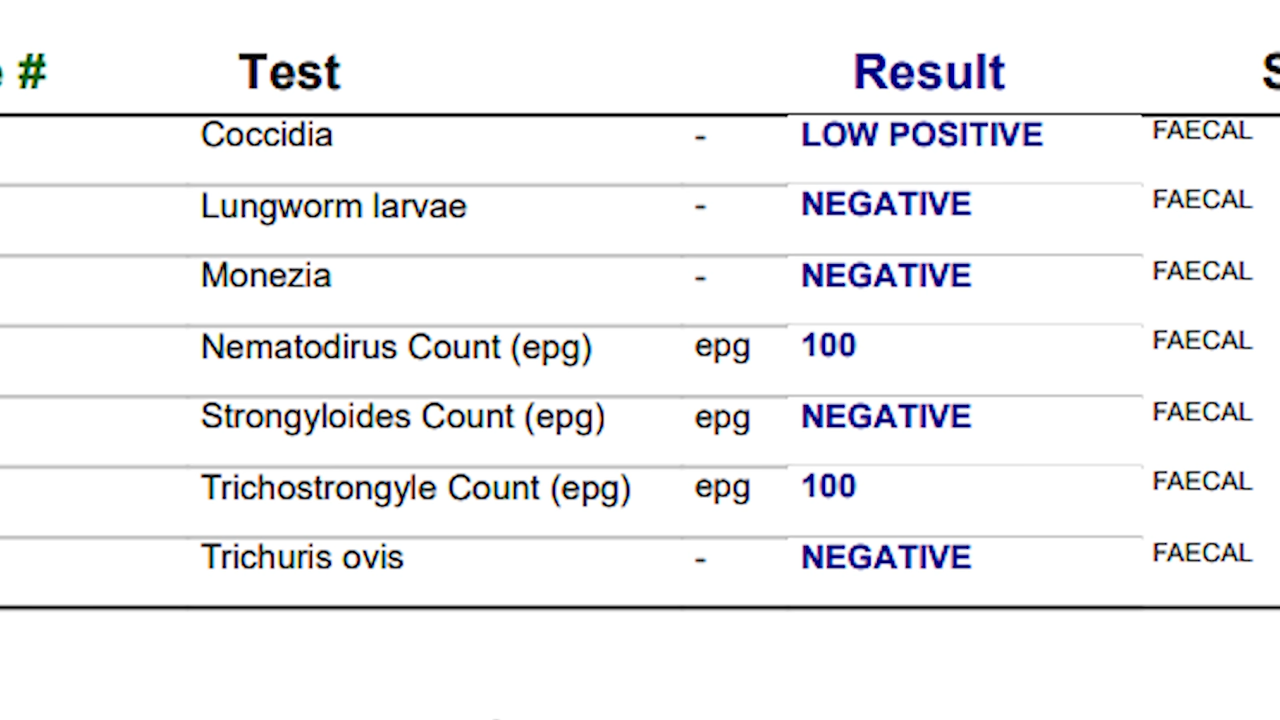 # Test Result
Coccidia - LOW POSITIVE FAECAL
Lungworm larvae - NEGATIVE FAECAL
Monezia - NEGATIVE FAECAL
Nematodirus Count (epg) epg 100 FAECAL
Strongyloides Count (epg) epg NEGATIVE FAECAL
Trichostrongyle Count (epg) epg 100 FAECAL
Trichuris ovis - NEGATIVE FAECAL